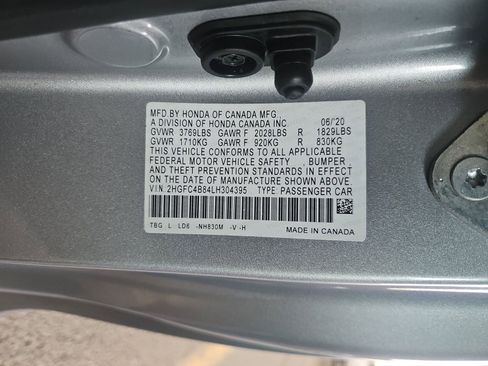 MFD.BY HONDA OF CANADA MFG.
A DIVISION OF HONDA CANADA INC. 06/'20
GVWR 3769LBS GAWR F 2028LBS R 1829LBS
GVWR 1710KG GAWR F 920KG R 830KG
THIS VEHICLE CONFORMS TO ALL APPLICABLE
FEDERAL MOTOR VEHICLE SAFETY , BUMPER ,
AND THEFT PREVENTION STANDARDS IN EFFECT
ON THE DATE OF MANUFACTURE SHOWN ABOVE.
V.I.N. 2HGFC4B84LH304395 TYPE: PASSENGER CAR
TBG L LD6 -NH830M -V -H MADE IN CANADA